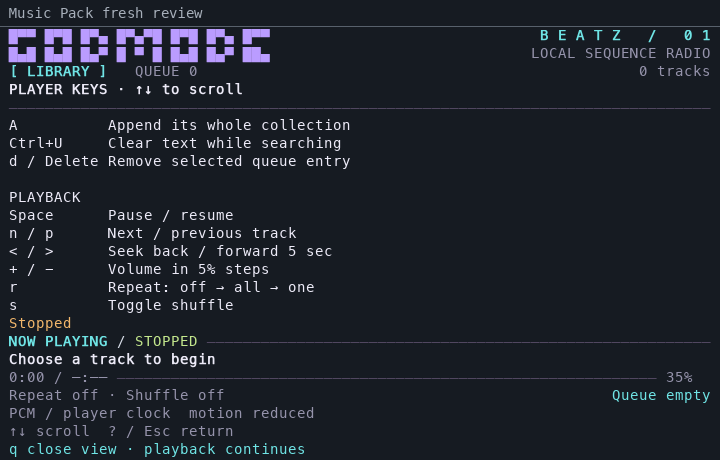 Music Pack fresh review
BEATZ / 01
LOCAL SEQUENCE RADIO
[ LIBRARY ] QUEUE 0 0 tracks
PLAYER KEYS · ↑↓ to scroll
A Append its whole collection
Ctrl+U Clear text while searching
d / Delete Remove selected queue entry
PLAYBACK
Space Pause / resume
n / p Next / previous track
< / > Seek back / forward 5 sec
+ / − Volume in 5% steps
r Repeat: off → all → one
s Toggle shuffle
Stopped
NOW PLAYING / STOPPED
Choose a track to begin
0:00 / —:—— 35%
Repeat off · Shuffle off Queue empty
PCM / player clock motion reduced
↑↓ scroll ? / Esc return
q close view · playback continues